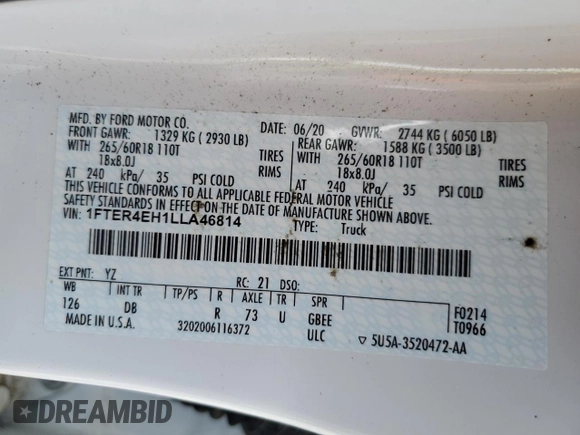 MFD. BY FORD MOTOR CO.
DATE: 06/20 GVWR: 2744 KG ( 6050 LB)
FRONT GAWR: 1329 KG ( 2930 LB) REAR GAWR: 1588 KG ( 3500 LB)
WITH 265/60R18 110T TIRES WITH 265/60R18 110T TIRES
18x8.0J RIMS 18x8.0J RIMS
AT 240 kPa/ 35 PSI COLD AT 240 kPa/ 35 PSI COLD
THIS VEHICLE CONFORMS TO ALL APPLICABLE FEDERAL MOTOR VEHICLE
SAFETY STANDARDS IN EFFECT ON THE DATE OF MANUFACTURE SHOWN ABOVE.
VIN: 1FTER4EH1LLA46814 TYPE: Truck
EXT PNT: YZ RC: 21 DSO:
WB INT TR TP/PS R AXLE TR SPR F0214
126 DB R 73 U GBEE T0966
MADE IN U.S.A. 3202006116372 ULC ▽ 5U5A-3520472-AA
DREAMBID